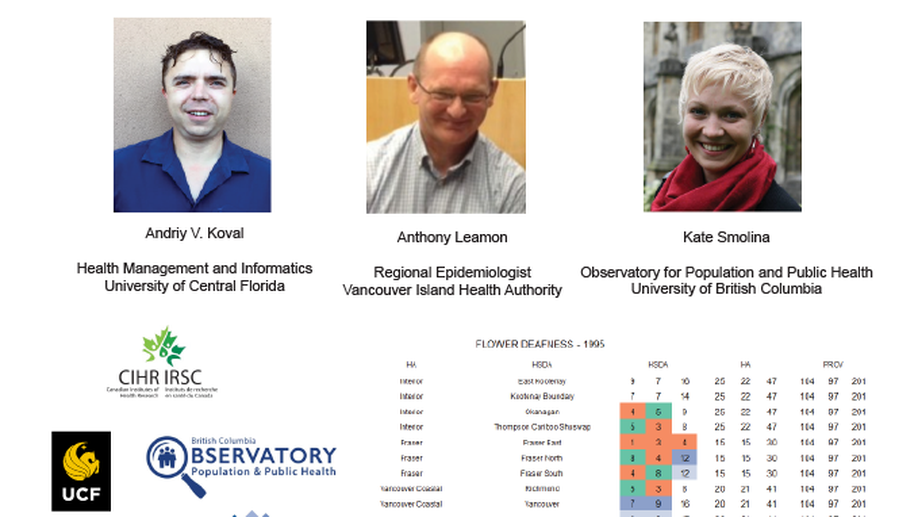 Andriy V. Koval
Health Management and Informatics
University of Central Florida
Anthony Leamon
Regional Epidemiologist
Vancouver Island Health Authority
Kate Smolina
Observatory for Population and Public Health
University of British Columbia
CIHR IRSC
Canadian Institutes of Health Research
Instituts de recherche en santé du Canada
UCF
British Columbia
BSERVATORY
Population & Public Health
FLOWER DEAFNESS - 1995
HA HSDA HSDA HA PROV
Interior East Kootenay 9 7 16 25 22 47 104 97 201
Interior Kootenay Boundary 7 7 14 25 22 47 104 97 201
Interior Okanagan 4 5 9 25 22 47 104 97 201
Interior Thompson Cariboo Shuswap 5 3 8 25 22 47 104 97 201
Fraser Fraser East 3 15 15 30 104 97 201
Fraser Fraser North 8 4 12 15 15 30 104 97 201
Fraser Fraser South 4 8 12 15 15 30 104 97 201
Vancouver Coastal Richmond 5 3 8 20 21 41 104 97 201
Vancouver Coastal Vancouver 7 9 16 20 21 41 104 97 201